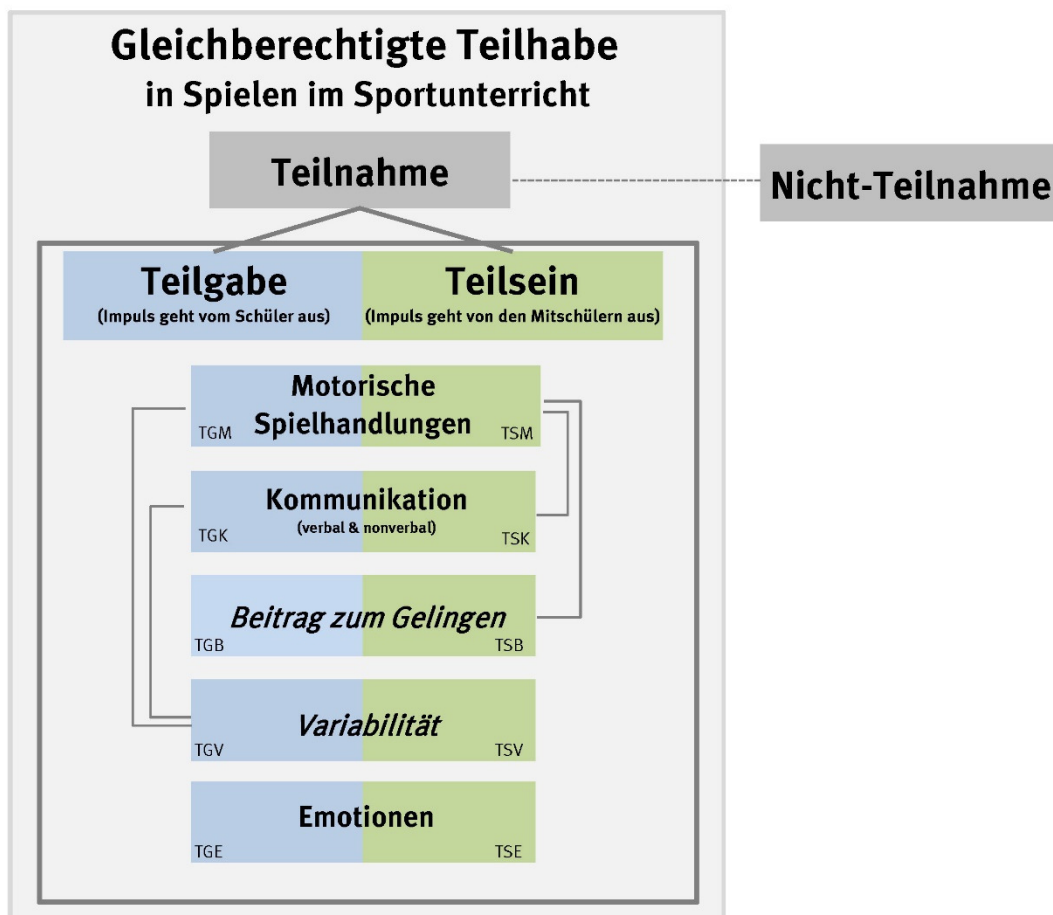 Gleichberechtigte Teilhabe
in Spielen im Sportunterricht
Teilnahme
Nicht-Teilnahme
Teilgabe
(Impuls geht vom Schüler aus)
Teilsein
(Impuls geht von den Mitschülern aus)
Motorische
Spielhandlungen
TGM
TSM
Kommunikation
(verbal & nonverbal)
TGK
TSK
Beitrag zum Gelingen
TGB
TSB
Variabilität
TGV
TSV
Emotionen
TGE
TSE